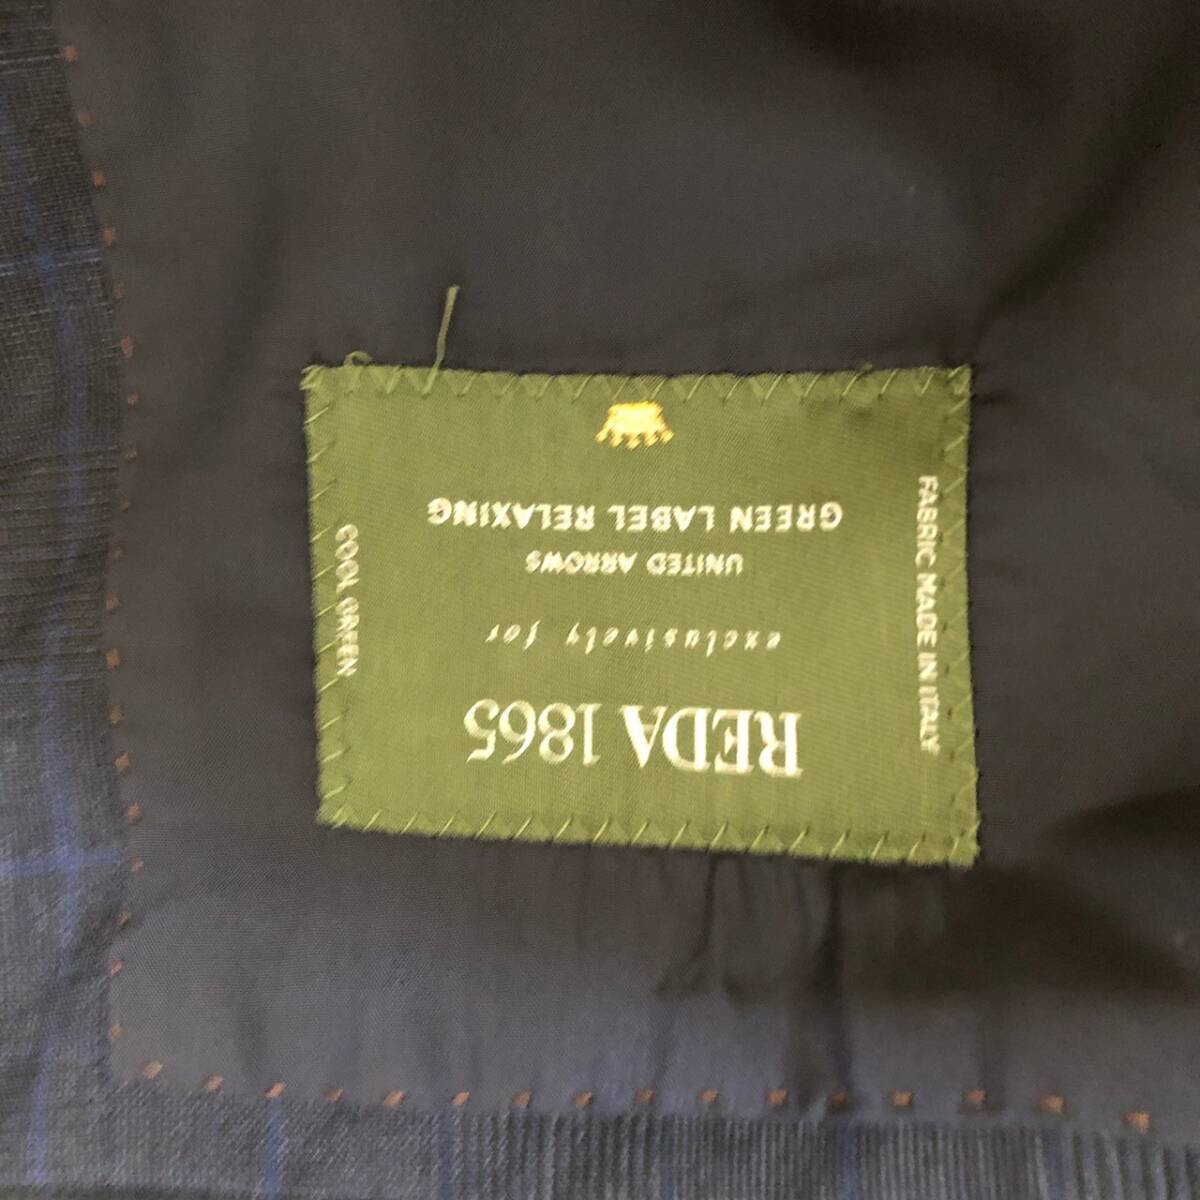 REDA 1865
exclusively for
UNITED ARROWS
GREEN LABEL RELAXING
FABRIC MADE IN ITALY
COOL GREEN